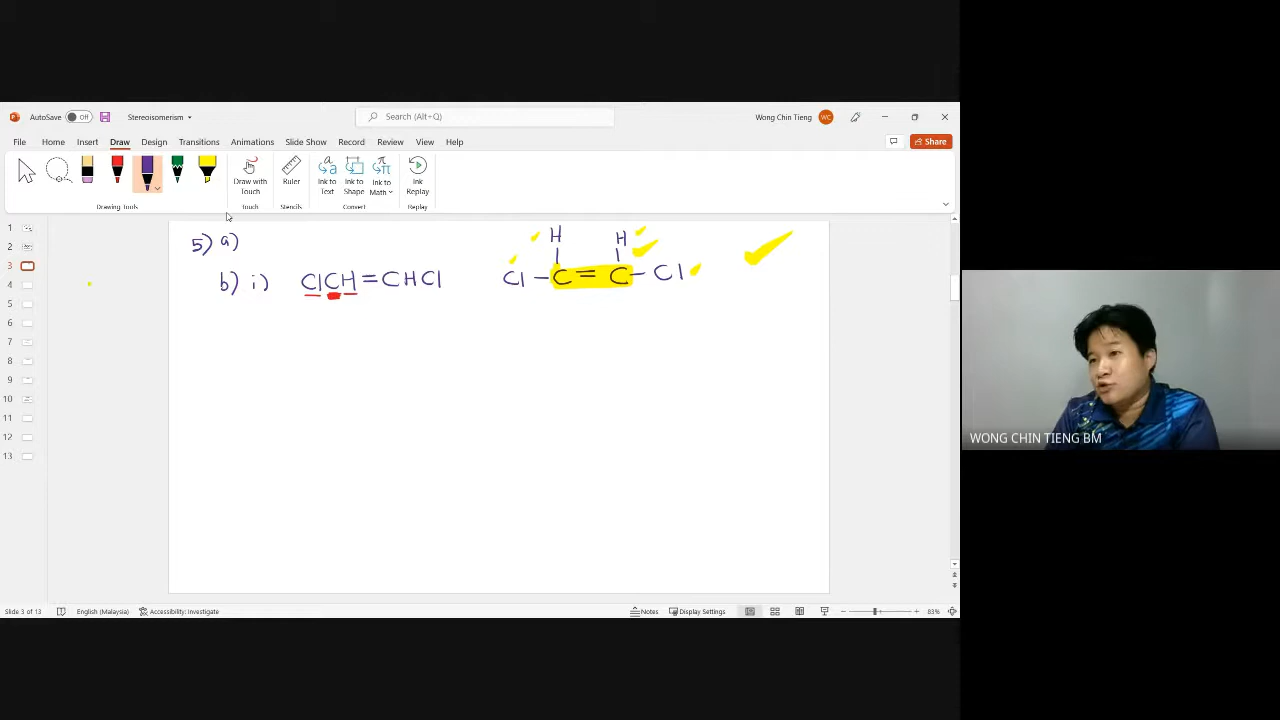 AutoSave Off Stereoisomerism Search (Alt+Q) Wong Chin Tieng WC
File Home Insert Draw Design Transitions Animations Slide Show Record Review View Help Share
Draw with Touch Ruler Ink to Text Ink to Shape Ink to Math Ink Replay
Drawing Tools Touch Stencils Convert Replay
1
2
3
4
5
6
7
8
9
10
11
12
13
5) a)
H H
b) i) ClCH=CHCl Cl-C=C-Cl
WONG CHIN TIENG BM
Slide 3 of 13 English (Malaysia) Accessibility: Investigate Notes Display Settings 83%